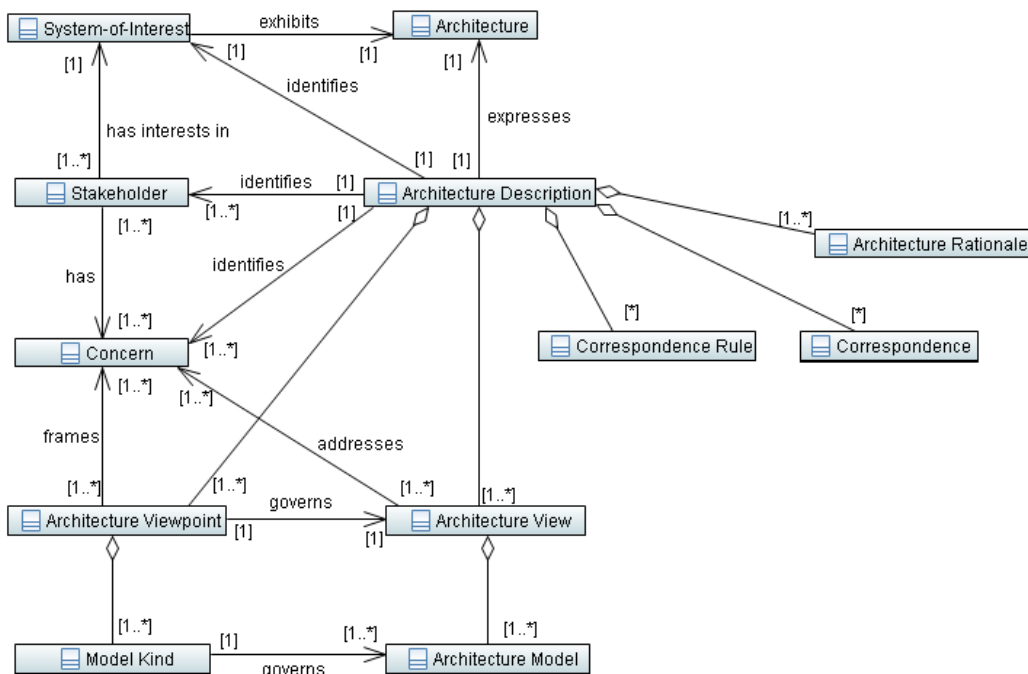 System-of-Interest
exhibits
Architecture
[1]
[1]
[1]
[1]
identifies
has interests in
expresses
[1..*]
[1]
[1]
Stakeholder
identifies
[1]
Architecture Description
[1..*]
[1..*]
[1]
[1..*]
Architecture Rationale
has
identifies
[1..*]
[*]
[*]
Concern
[1..*]
Correspondence Rule
Correspondence
[1..*]
[1..*]
frames
addresses
[1..*]
[1..*]
governs
[1..*]
[1..*]
Architecture Viewpoint
[1]
[1]
Architecture View
[1..*]
[1]
[1..*]
[1..*]
Model Kind
governs
Architecture Model